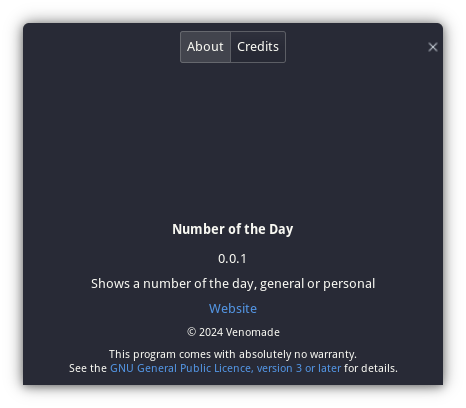 About Credits
Number of the Day
0.0.1
Shows a number of the day, general or personal
Website
© 2024 Venomade
This program comes with absolutely no warranty.
See the GNU General Public Licence, version 3 or later for details.